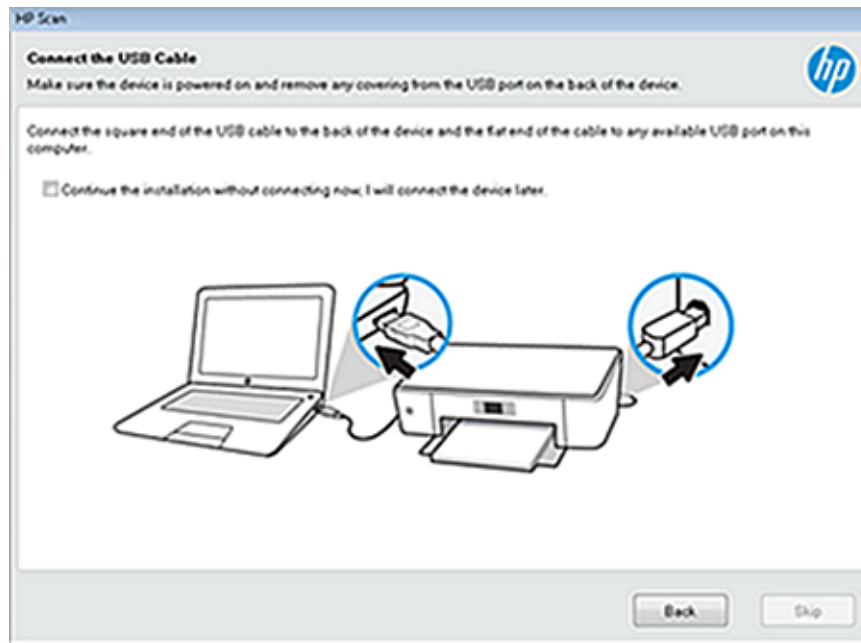 HP Scan
Connect the USB Cable
Make sure the device is powered on and remove any covering from the USB port on the back of the device.
hp
Connect the square end of the USB cable to the back of the device and the flat end of the cable to any available USB port on this
computer.
Continue the installation without connecting now, I will connect the device later.
Back
Skip